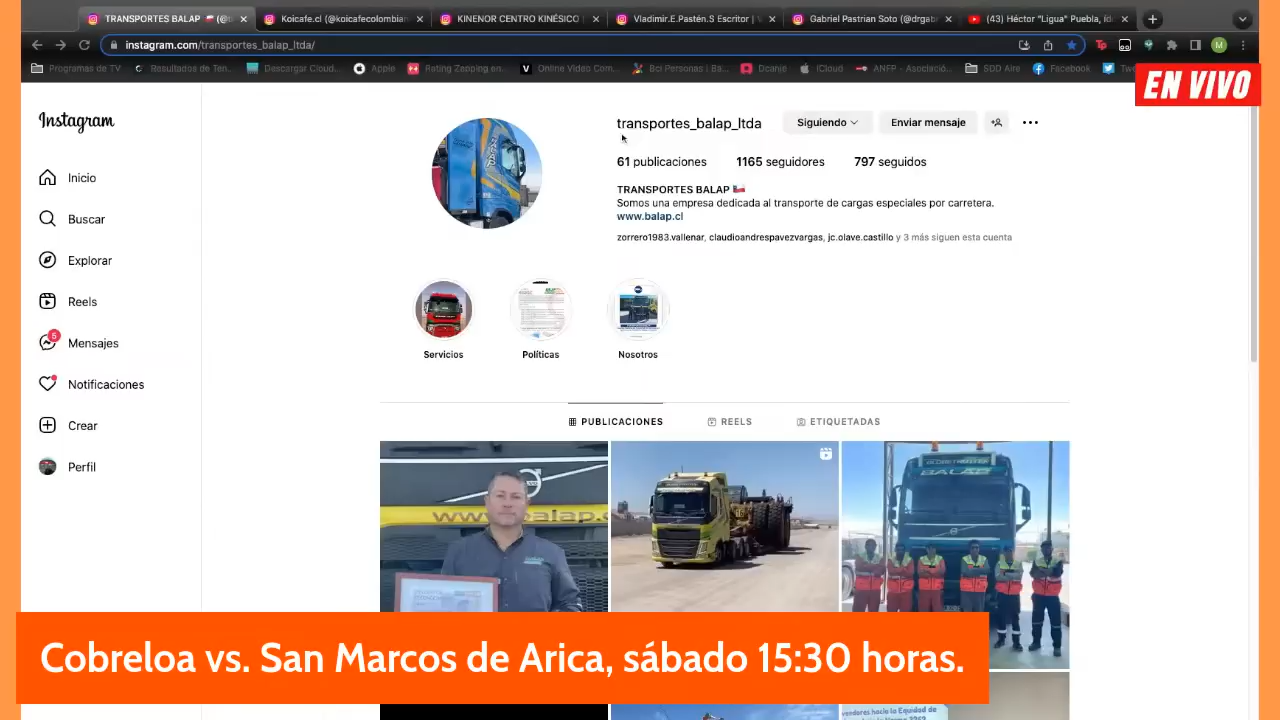 TRANSPORTES BALAP
Koicafe.cl (@koicafecolombian
KINENOR CENTRO KINÉSICO
Vladimir.E.Pastén.S Escritor |
Gabriel Pastrian Soto (@drgab
(43) Héctor "Ligua" Puebla, íd
instagram.com/transportes_balap_ltda/
M
Programas de TV
Resultados de Ten...
Descargar Cloud...
Apple
Rating Zapping en...
Online Video Com...
Bci Personas | Ba...
Dcanje
iCloud
ANFP - Asociació...
SDD Aire
Facebook
EN VIVO
Instagram
Inicio
Buscar
Explorar
Reels
5
Mensajes
Notificaciones
Crear
Perfil
transportes_balap_ltda
Siguiendo
Enviar mensaje
61 publicaciones 1165 seguidores 797 seguidos
TRANSPORTES BALAP
Somos una empresa dedicada al transporte de cargas especiales por carretera.
www.balap.cl
zorrero1983.vallenar, claudioandrespavezvargas, jc.olave.castillo y 3 más siguen esta cuenta
Servicios
Políticas
Nosotros
PUBLICACIONES
REELS
ETIQUETADAS
www.balap.c
BALAP
Cobreloa vs. San Marcos de Arica, sábado 15:30 horas.